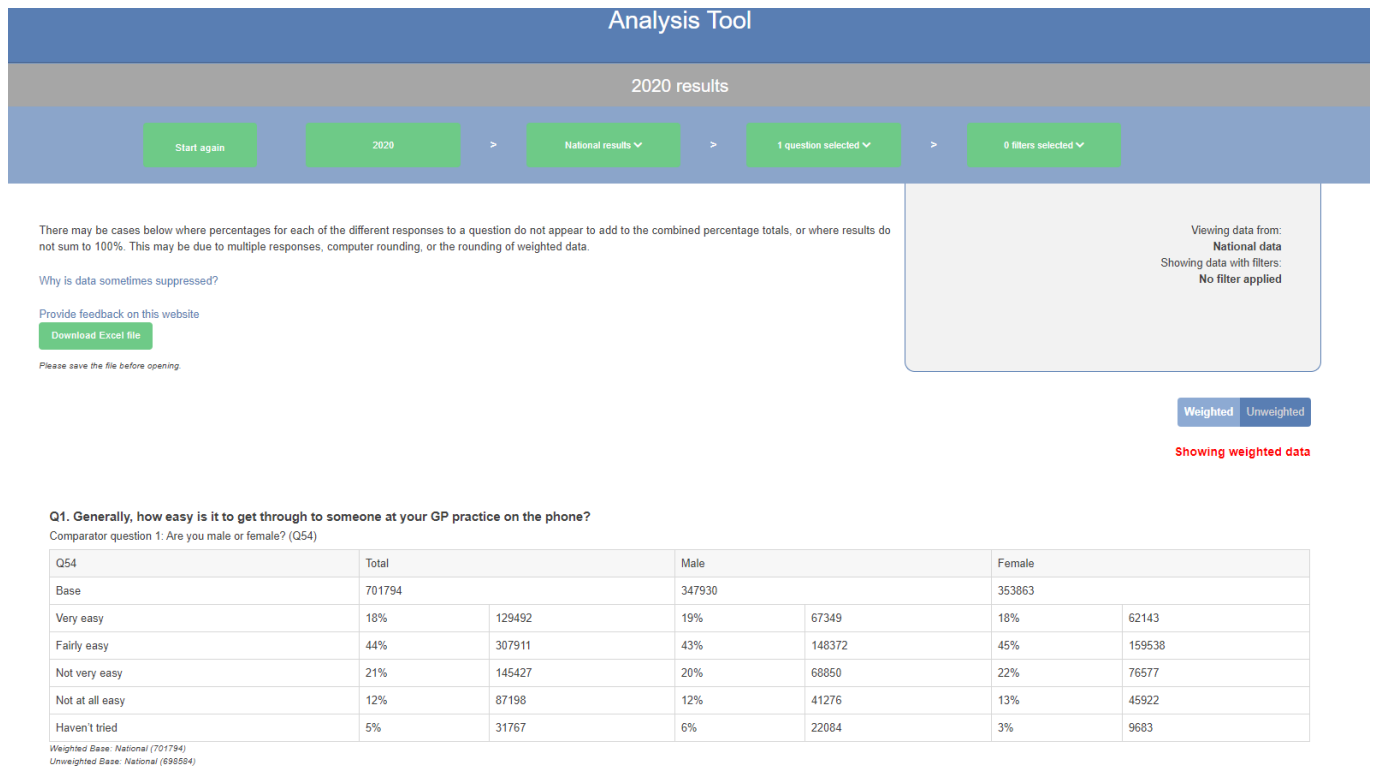 Analysis Tool
2020 results
Start again 2020 > National results > 1 question selected > 0 filters selected
There may be cases below where percentages for each of the different responses to a question do not appear to add to the combined percentage totals, or where results do
not sum to 100%. This may be due to multiple responses, computer rounding, or the rounding of weighted data.
Why is data sometimes suppressed?
Provide feedback on this website
Download Excel file
Please save the file before opening.
Viewing data from:
National data
Showing data with filters:
No filter applied
Weighted Unweighted
Showing weighted data
Q1. Generally, how easy is it to get through to someone at your GP practice on the phone?
Comparator question 1: Are you male or female? (Q54)
Q54 Total Male Female
Base 701794 347930 353863
Very easy 18% 129492 19% 67349 18% 62143
Fairly easy 44% 307911 43% 148372 45% 159538
Not very easy 21% 145427 20% 68850 22% 76577
Not at all easy 12% 87198 12% 41276 13% 45922
Haven't tried 5% 31767 6% 22084 3% 9683
Weighted Base: National (701794)
Unweighted Base: National (698584)